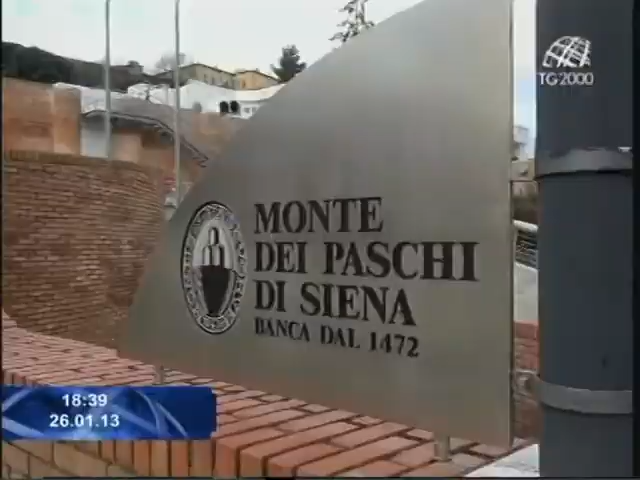 TG2000
MONTE
DEI PASCHI
DI SIENA
BANCA DAL 1472
18:39
26.01.13